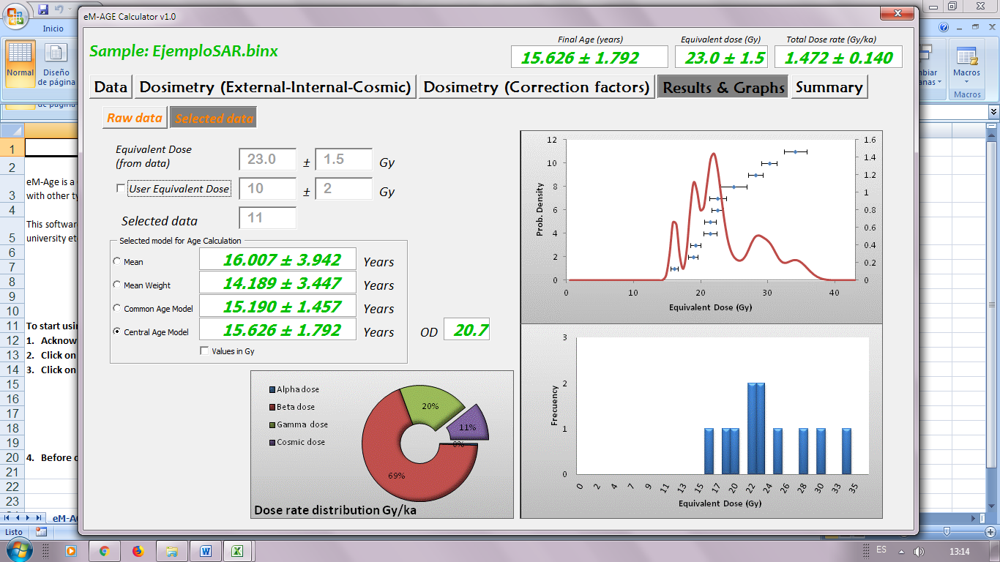 eM-AGE Calculator v1.0
Inicio
Normal
Diseño
de página
Macros
Macros
Sample: EjemploSAR.binx
Final Age (years)
Equivalent dose (Gy)
Total Dose rate (Gy/ka)
15.626 ± 1.792
23.0 ± 1.5
1.472 ± 0.140
Data
Dosimetry (External-Internal-Cosmic)
Dosimetry (Correction factors)
Results & Graphs
Summary
Raw data
Selected data
Equivalent Dose
(from data)
23.0 ± 1.5 Gy
User Equivalent Dose 10 ± 2 Gy
Selected data 11
Selected model for Age Calculation
Mean 16.007 ± 3.942 Years
Mean Weight 14.189 ± 3.447 Years
Common Age Model 15.190 ± 1.457 Years
Central Age Model 15.626 ± 1.792 Years OD 20.7
Values in Gy
Alpha dose
Beta dose
Gamma dose
Cosmic dose
20%
11%
0%
69%
Dose rate distribution Gy/ka
Prob. Density
12
10
8
6
4
2
0
1.6
1.4
1.2
1
0.8
0.6
0.4
0.2
0
0 10 20 30 40
Equivalent Dose (Gy)
Frecuency
3
2
1
0
0 2 4 7 9 11 13 15 17 20 22 24 26 28 30 33 35
Equivalent Dose (Gy)
1
2
3
4
5
6
7
8
9
10
11
12
13
14
15
16
17
18
19
20
21
22
23
eM-Age is a
with other
This
university
To start
1.
2. Click on
3. Click on
4. Before
Listo
ES
13:14